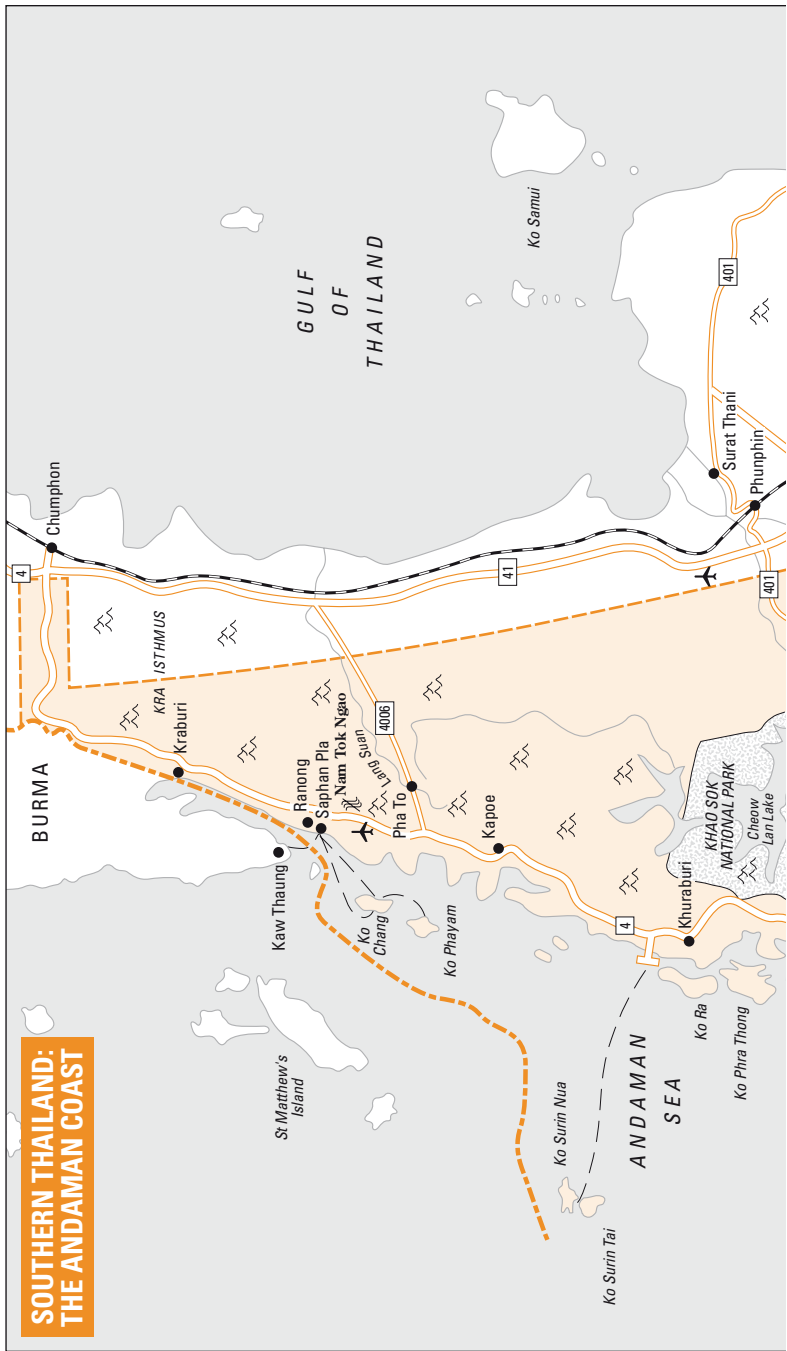 SOUTHERN THAILAND:
THE ANDAMAN COAST
BURMA
4
Chumphon
KRA ISTHMUS
Kraburi
Kaw Thaung
Ranong
Saphan Pla
Nam Tok Ngao
Lang Suan
4006
Pha To
Kapoe
St Matthew's
Island
Ko
Chang
Ko Phayam
GULF
OF
THAILAND
Ko Samui
41
401
Surat Thani
Phunphin
401
4
Khuraburi
KHAO SOK
NATIONAL PARK
Cheow
Lan Lake
Ko Surin Nua
Ko Surin Tai
ANDAMAN
SEA
Ko Ra
Ko Phra Thong